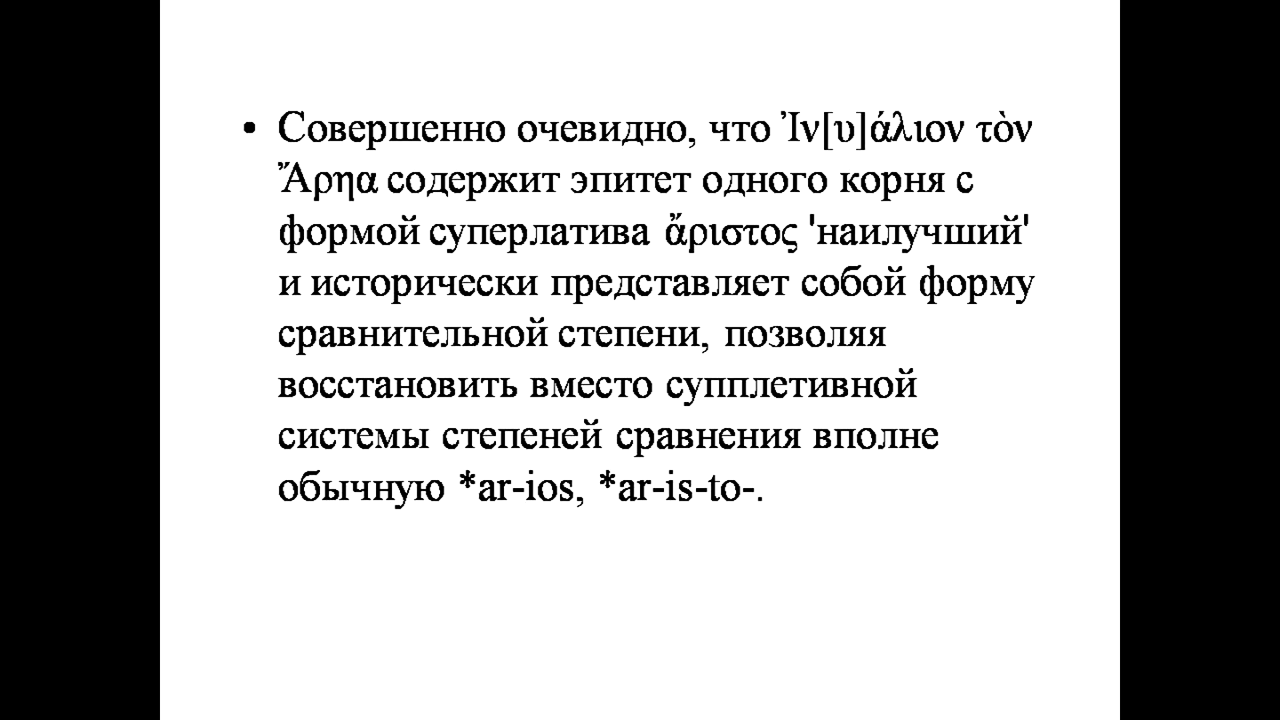 • Совершенно очевидно, что Ἰν[υ]άλιον τὸν
Ἄρηα содержит эпитет одного корня с
формой суперлатива ἄριστος 'наилучший'
и исторически представляет собой форму
сравнительной степени, позволяя
восстановить вместо супплетивной
системы степеней сравнения вполне
обычную *ar-ios, *ar-is-to-.